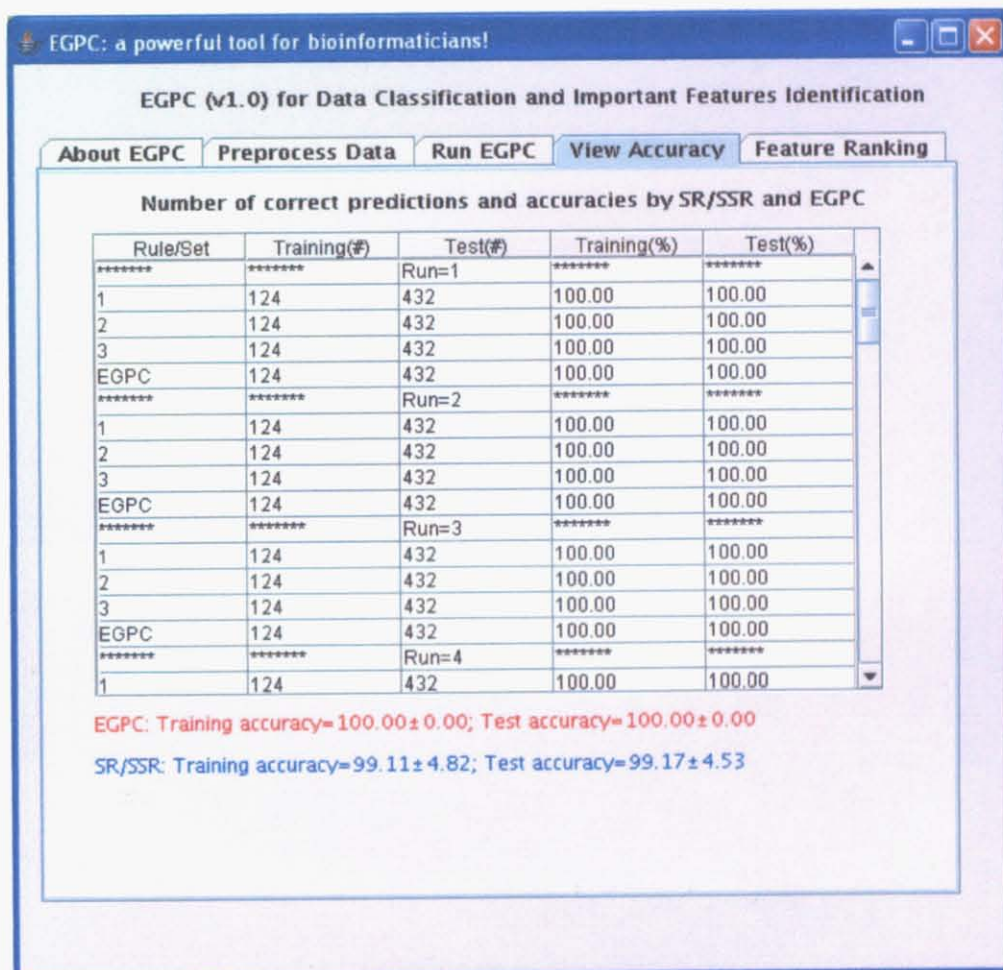 EGPC: a powerful tool for bioinformaticians!
EGPC (v1.0) for Data Classification and Important Features Identification
About EGPC Preprocess Data Run EGPC View Accuracy Feature Ranking
Number of correct predictions and accuracies by SR/SSR and EGPC
Rule/Set Training(#) Test(#) Training(%) Test(%)
******* ******* Run=1 ******* *******
1 124 432 100.00 100.00
2 124 432 100.00 100.00
3 124 432 100.00 100.00
EGPC 124 432 100.00 100.00
******* ******* Run=2 ******* *******
1 124 432 100.00 100.00
2 124 432 100.00 100.00
3 124 432 100.00 100.00
EGPC 124 432 100.00 100.00
******* ******* Run=3 ******* *******
1 124 432 100.00 100.00
2 124 432 100.00 100.00
3 124 432 100.00 100.00
EGPC 124 432 100.00 100.00
******* ******* Run=4 ******* *******
1 124 432 100.00 100.00
EGPC: Training accuracy=100.00±0.00; Test accuracy=100.00±0.00
SR/SSR: Training accuracy=99.11±4.82; Test accuracy=99.17±4.53